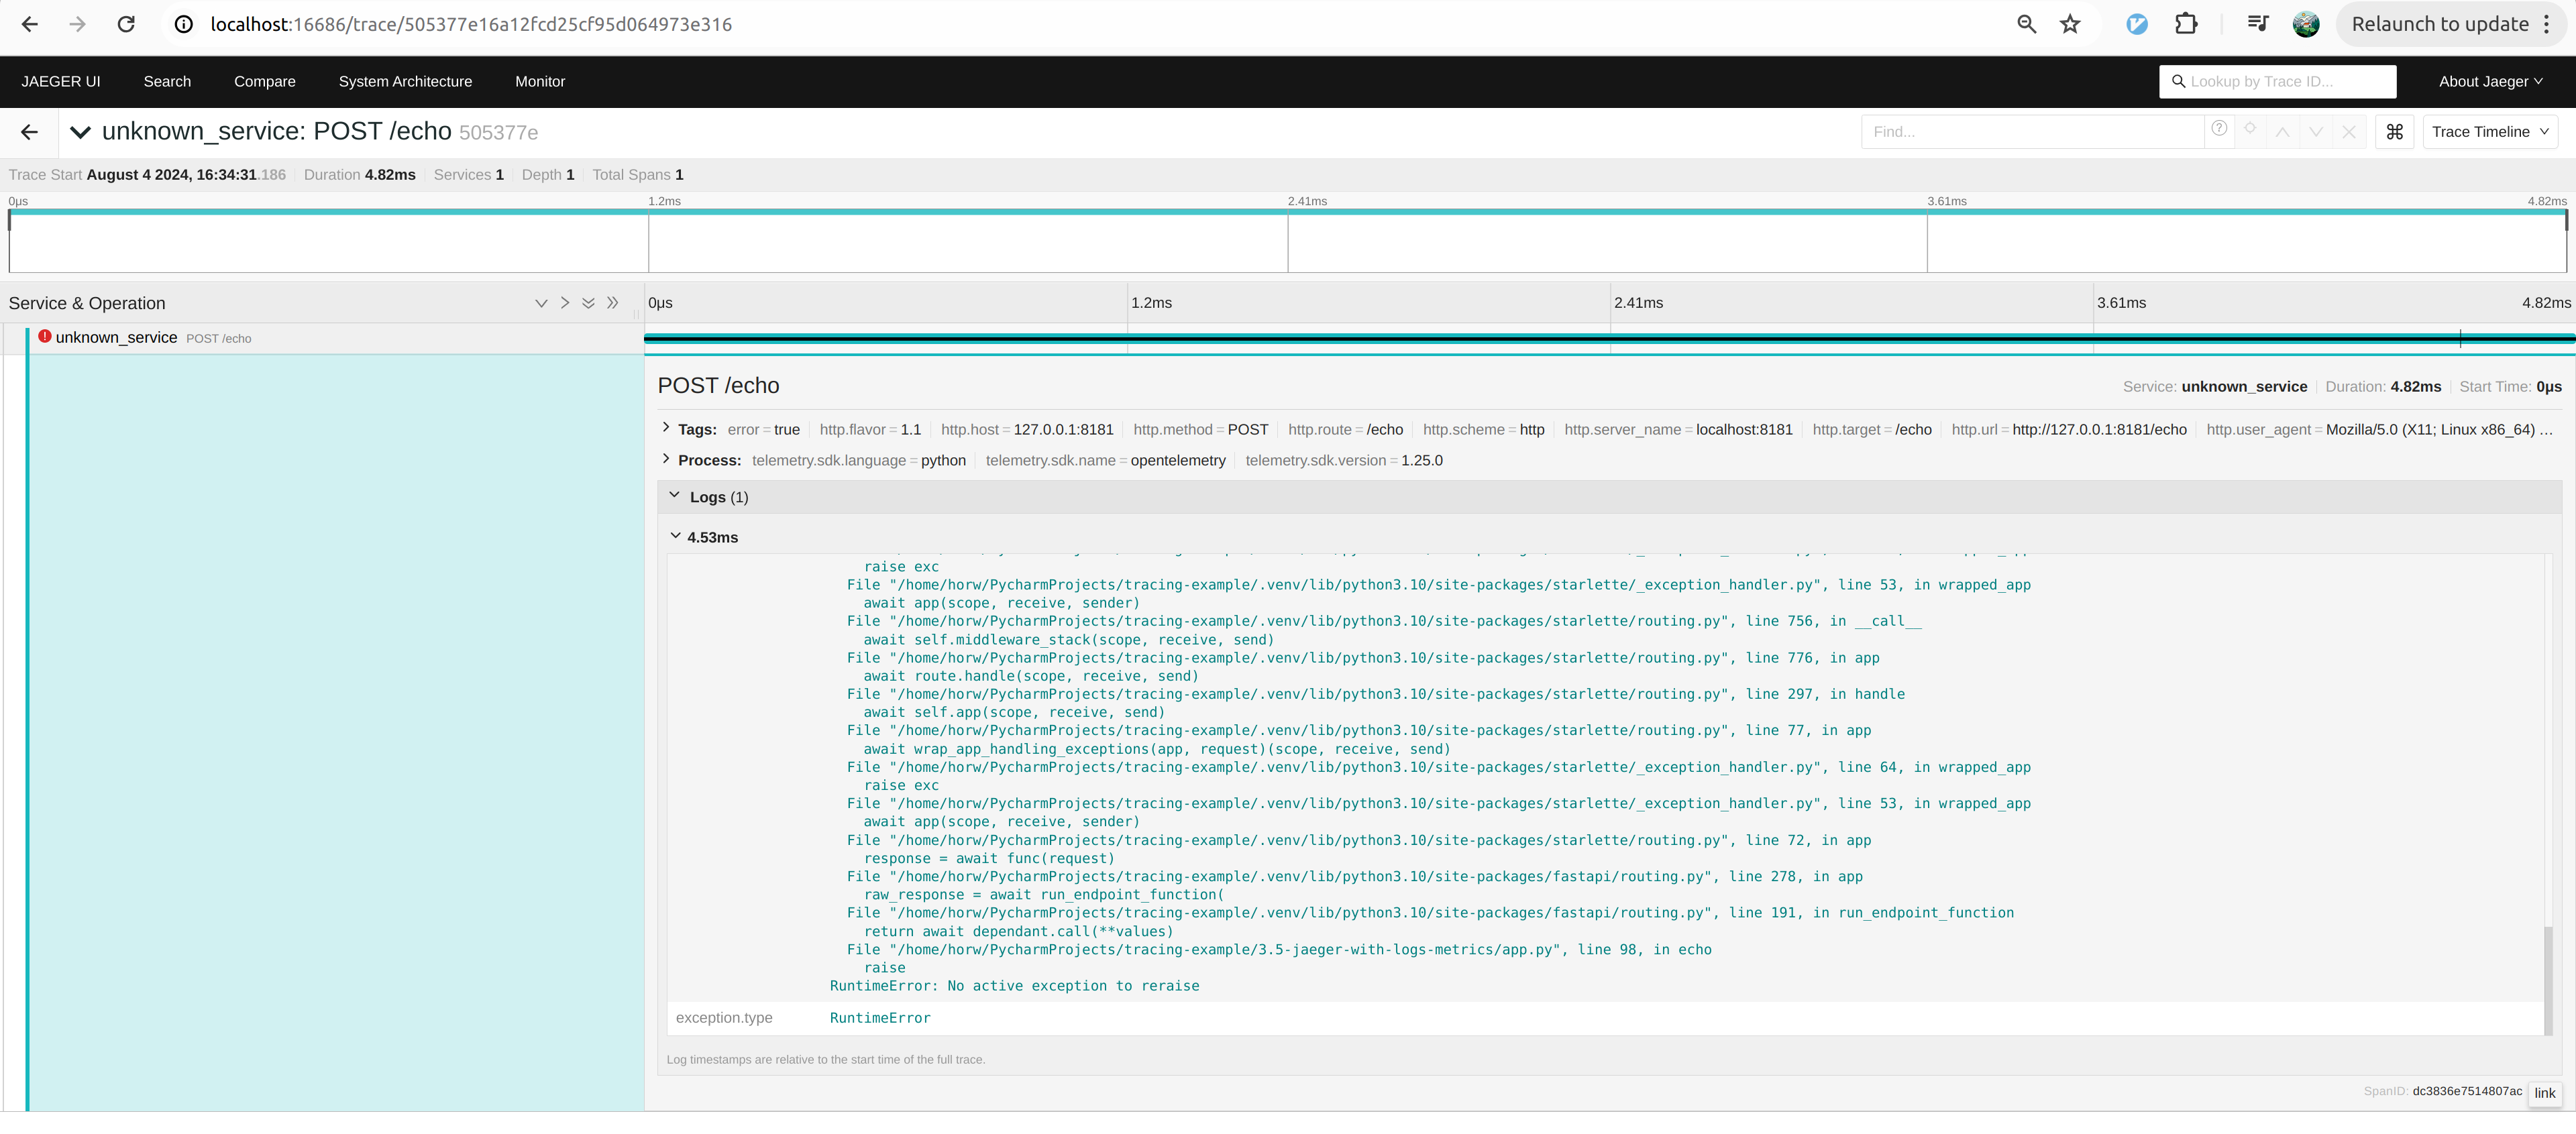 localhost:16686/trace/505377e16a12fcd25cf95d064973e316
Relaunch to update
JAEGER UI Search Compare System Architecture Monitor Lookup by Trace ID... About Jaeger
unknown_service: POST /echo 505377e Find... Trace Timeline
Trace Start August 4 2024, 16:34:31.186 Duration 4.82ms Services 1 Depth 1 Total Spans 1
0μs 1.2ms 2.41ms 3.61ms 4.82ms
Service & Operation 0μs 1.2ms 2.41ms 3.61ms 4.82ms
unknown_service POST /echo
POST /echo Service: unknown_service Duration: 4.82ms Start Time: 0μs
Tags: error = true http.flavor = 1.1 http.host = 127.0.0.1:8181 http.method = POST http.route = /echo http.scheme = http http.server_name = localhost:8181 http.target = /echo http.url = http://127.0.0.1:8181/echo http.user_agent = Mozilla/5.0 (X11; Linux x86_64) ...
Process: telemetry.sdk.language = python telemetry.sdk.name = opentelemetry telemetry.sdk.version = 1.25.0
Logs (1)
4.53ms
raise exc
File "/home/horw/PycharmProjects/tracing-example/.venv/lib/python3.10/site-packages/starlette/_exception_handler.py", line 53, in wrapped_app
await app(scope, receive, sender)
File "/home/horw/PycharmProjects/tracing-example/.venv/lib/python3.10/site-packages/starlette/routing.py", line 756, in __call__
await self.middleware_stack(scope, receive, send)
File "/home/horw/PycharmProjects/tracing-example/.venv/lib/python3.10/site-packages/starlette/routing.py", line 776, in app
await route.handle(scope, receive, send)
File "/home/horw/PycharmProjects/tracing-example/.venv/lib/python3.10/site-packages/starlette/routing.py", line 297, in handle
await self.app(scope, receive, send)
File "/home/horw/PycharmProjects/tracing-example/.venv/lib/python3.10/site-packages/starlette/routing.py", line 77, in app
await wrap_app_handling_exceptions(app, request)(scope, receive, send)
File "/home/horw/PycharmProjects/tracing-example/.venv/lib/python3.10/site-packages/starlette/_exception_handler.py", line 64, in wrapped_app
raise exc
File "/home/horw/PycharmProjects/tracing-example/.venv/lib/python3.10/site-packages/starlette/_exception_handler.py", line 53, in wrapped_app
await app(scope, receive, sender)
File "/home/horw/PycharmProjects/tracing-example/.venv/lib/python3.10/site-packages/starlette/routing.py", line 72, in app
response = await func(request)
File "/home/horw/PycharmProjects/tracing-example/.venv/lib/python3.10/site-packages/fastapi/routing.py", line 278, in app
raw_response = await run_endpoint_function(
File "/home/horw/PycharmProjects/tracing-example/.venv/lib/python3.10/site-packages/fastapi/routing.py", line 191, in run_endpoint_function
return await dependant.call(**values)
File "/home/horw/PycharmProjects/tracing-example/3.5-jaeger-with-logs-metrics/app.py", line 98, in echo
raise
RuntimeError: No active exception to reraise
exception.type RuntimeError
Log timestamps are relative to the start time of the full trace.
SpanID: dc3836e7514807ac link